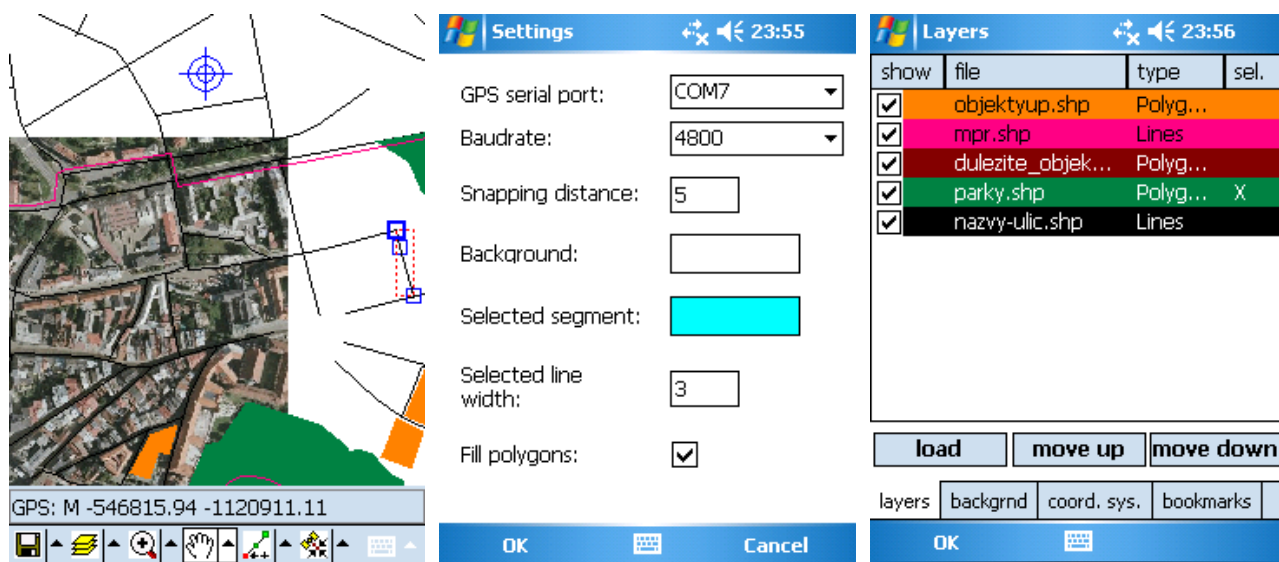 GPS: M -546815.94 -1120911.11
Settings 23:55
GPS serial port: COM7
Baudrate: 4800
Snapping distance: 5
Background:
Selected segment:
Selected line
width: 3
Fill polygons:
OK Cancel
Layers 23:56
show file type sel.
objektyup.shp Polyg...
mpr.shp Lines
dulezite_objek... Polyg...
parky.shp Polyg... X
nazvy-ulic.shp Lines
load move up move down
layers backgrnd coord. sys. bookmarks
OK